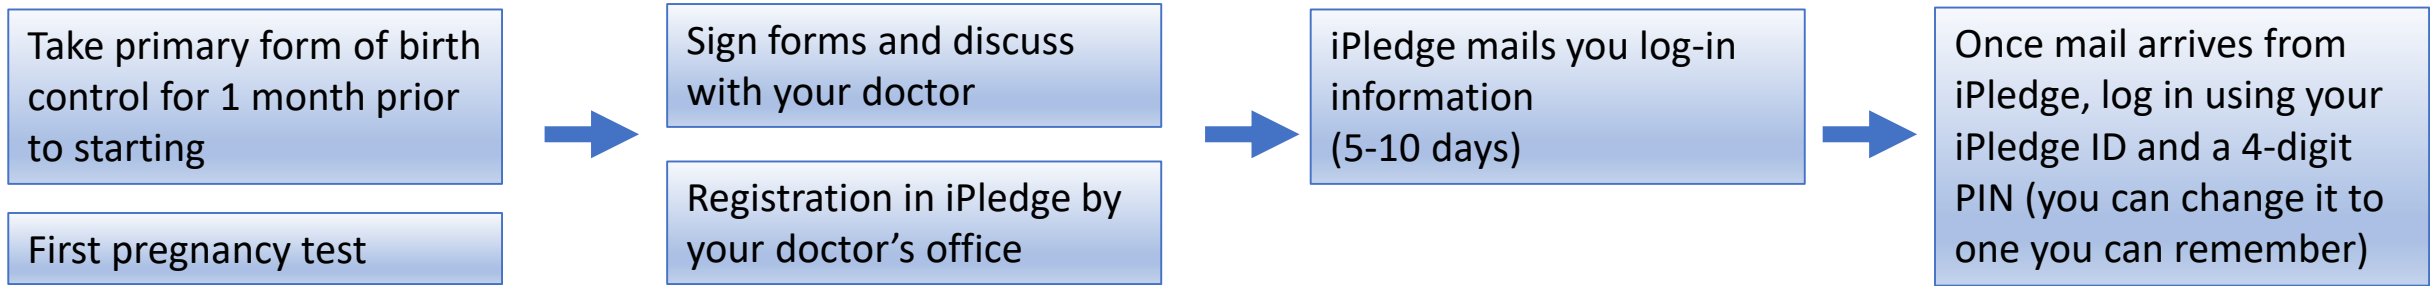 Take primary form of birth
control for 1 month prior
to starting
First pregnancy test
Sign forms and discuss
with your doctor
Registration in iPledge by
your doctor’s office
iPledge mails you log-in
information
(5-10 days)
Once mail arrives from
iPledge, log in using your
iPledge ID and a 4-digit
PIN (you can change it to
one you can remember)